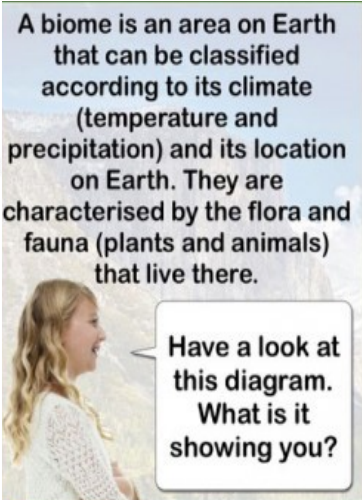 A biome is an area on Earth
that can be classified
according to its climate
(temperature and
precipitation) and its location
on Earth. They are
characterised by the flora and
fauna (plants and animals)
that live there.
Have a look at
this diagram.
What is it
showing you?